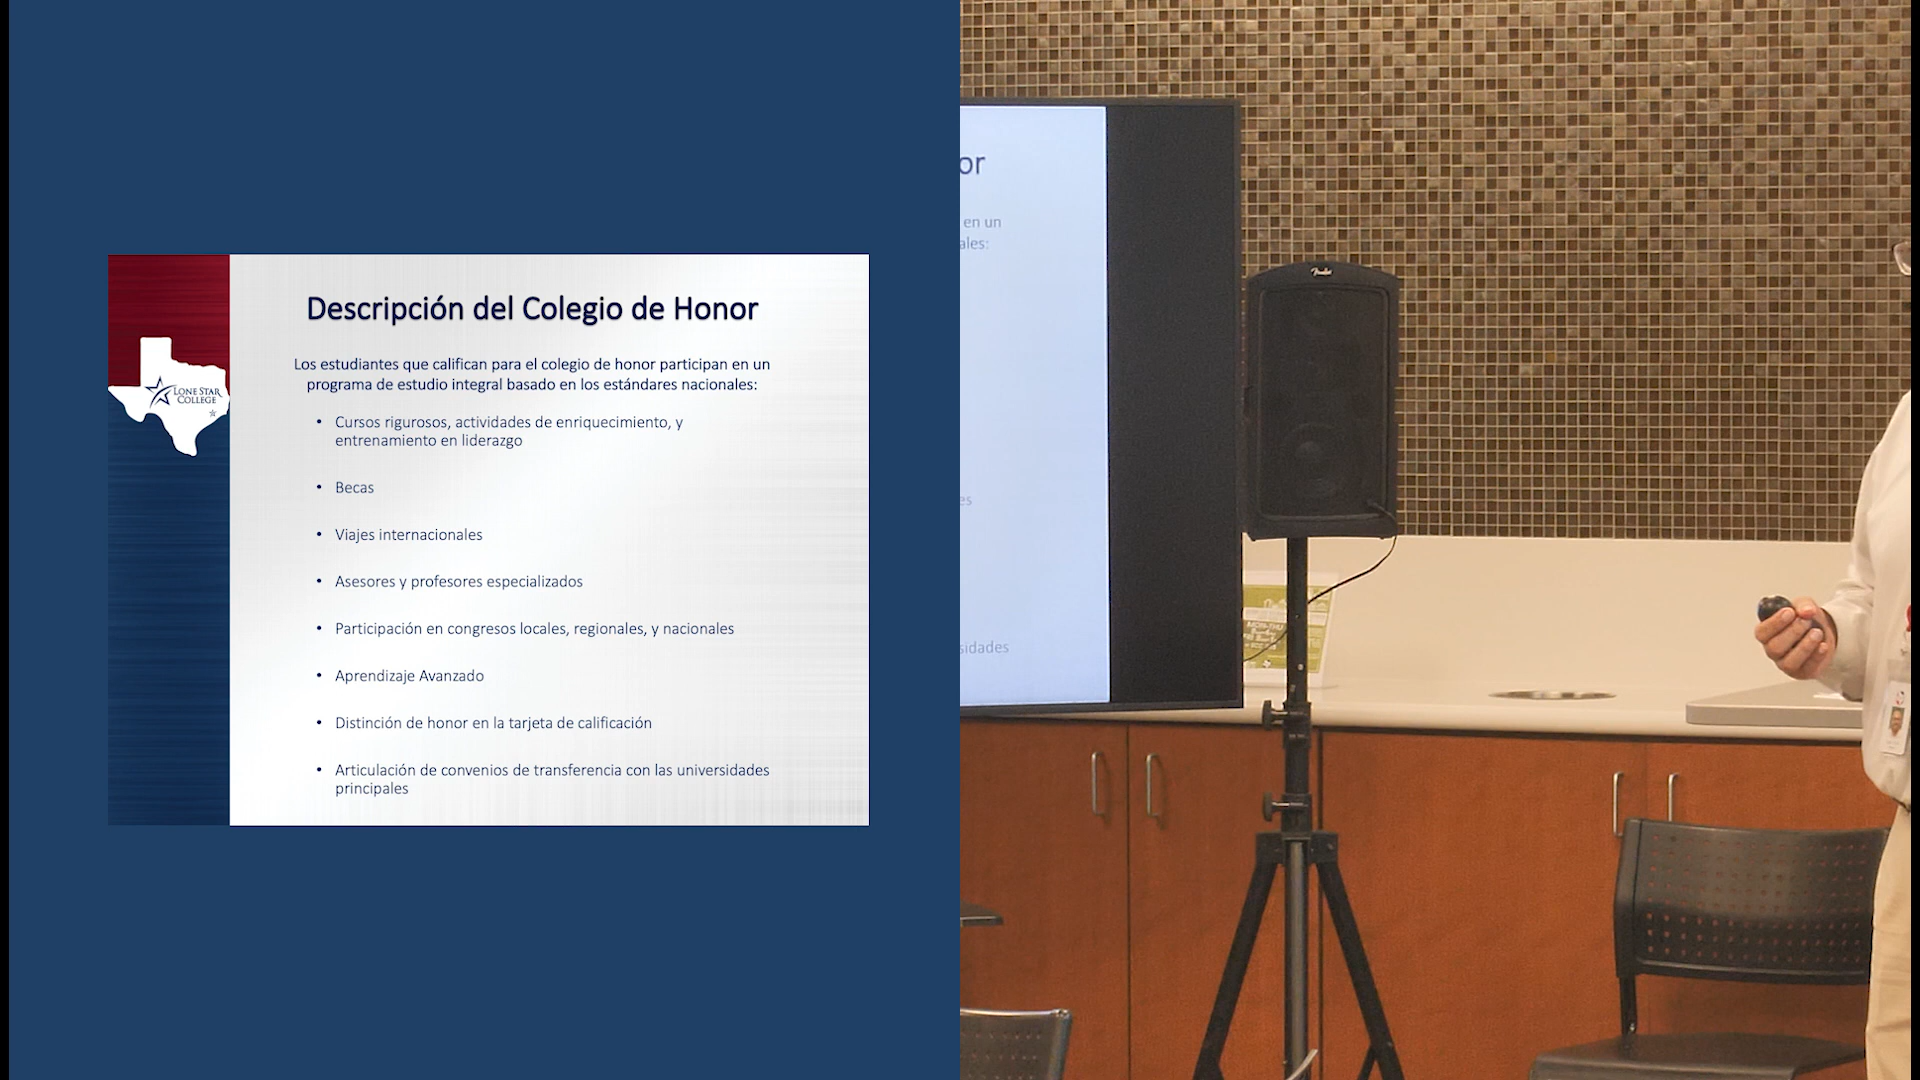 Descripción del Colegio de Honor
Los estudiantes que califican para el colegio de honor participan en un
programa de estudio integral basado en los estándares nacionales:
• Cursos rigurosos, actividades de enriquecimiento, y
entrenamiento en liderazgo
• Becas
• Viajes internacionales
• Asesores y profesores especializados
• Participación en congresos locales, regionales, y nacionales
• Aprendizaje Avanzado
• Distinción de honor en la tarjeta de calificación
• Articulación de convenios de transferencia con las universidades
principales
LONE STAR
COLLEGE
or
en un
ales:
es
sidades
Fender